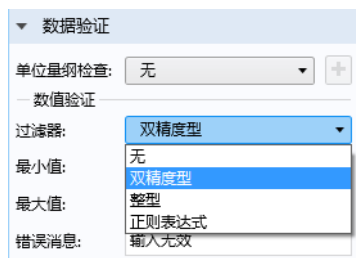 数据验证
单位量纲检查: 无
数值验证
过滤器: 双精度型
最小值: 无
双精度型
最大值: 整型
正则表达式
错误消息: 输入无效